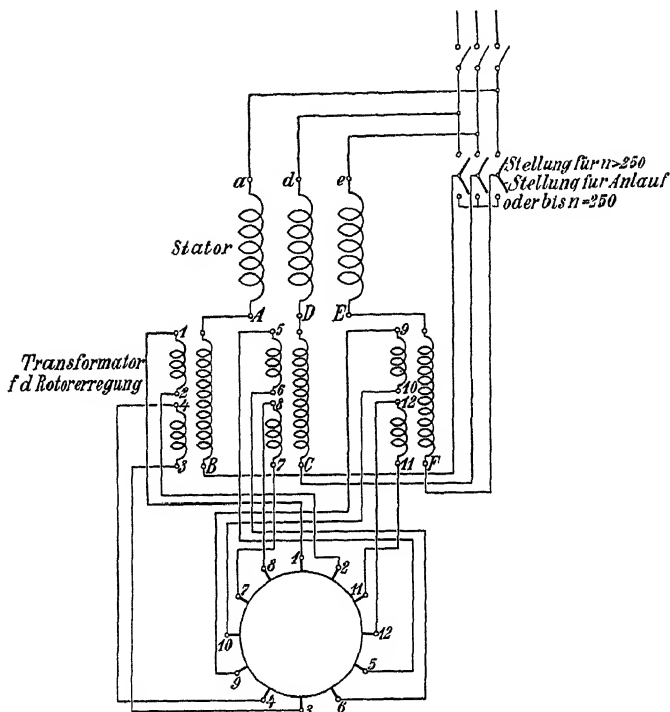 a
d
e
Stellung für n>250
Stellung fur Anlauf
oder bis n=250
Stator
A
D
E
1
5
9
Transformator
f d Rotorerregung
2
4
6
8
10
12
3
B
7
C
11
F
8
1
2
7
11
10
12
9
5
4
3
6